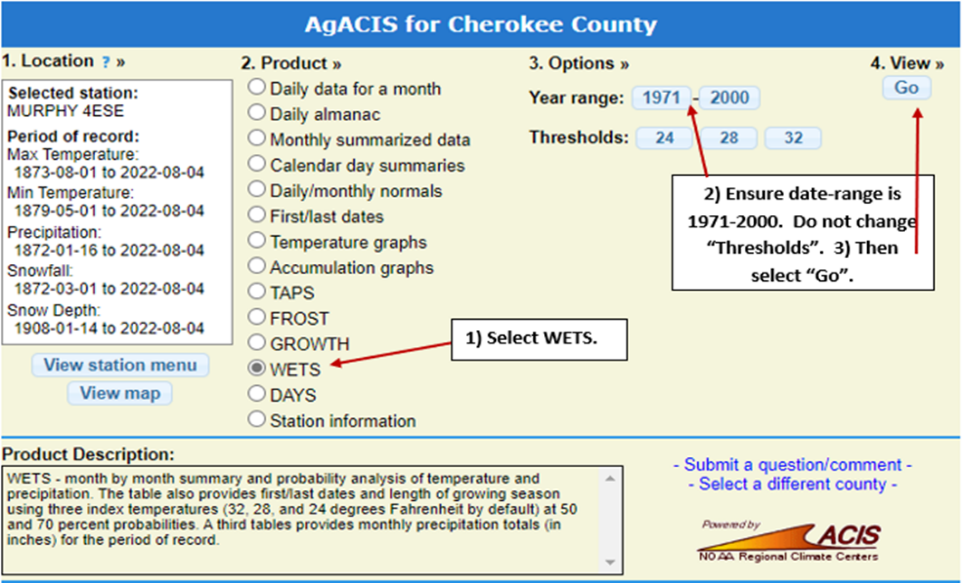 AgACIS for Cherokee County
1. Location ? »
Selected station:
MURPHY 4ESE
Period of record:
Max Temperature:
1873-08-01 to 2022-08-04
Min Temperature:
1879-05-01 to 2022-08-04
Precipitation:
1872-01-16 to 2022-08-04
Snowfall:
1872-03-01 to 2022-08-04
Snow Depth:
1908-01-14 to 2022-08-04
View station menu
View map
2. Product »
Daily data for a month
Daily almanac
Monthly summarized data
Calendar day summaries
Daily/monthly normals
First/last dates
Temperature graphs
Accumulation graphs
TAPS
FROST
GROWTH
WETS
DAYS
Station information
1) Select WETS.
3. Options »
Year range: 1971 - 2000
Thresholds: 24 28 32
2) Ensure date-range is
1971-2000. Do not change
“Thresholds”. 3) Then
select “Go”.
4. View »
Go
Product Description:
WETS - month by month summary and probability analysis of temperature and
precipitation. The table also provides first/last dates and length of growing season
using three index temperatures (32, 28, and 24 degrees Fahrenheit by default) at 50
and 70 percent probabilities. A third tables provides monthly precipitation totals (in
inches) for the period of record.
- Submit a question/comment -
- Select a different county -
Powered by
ACIS
NOAA Regional Climate Centers